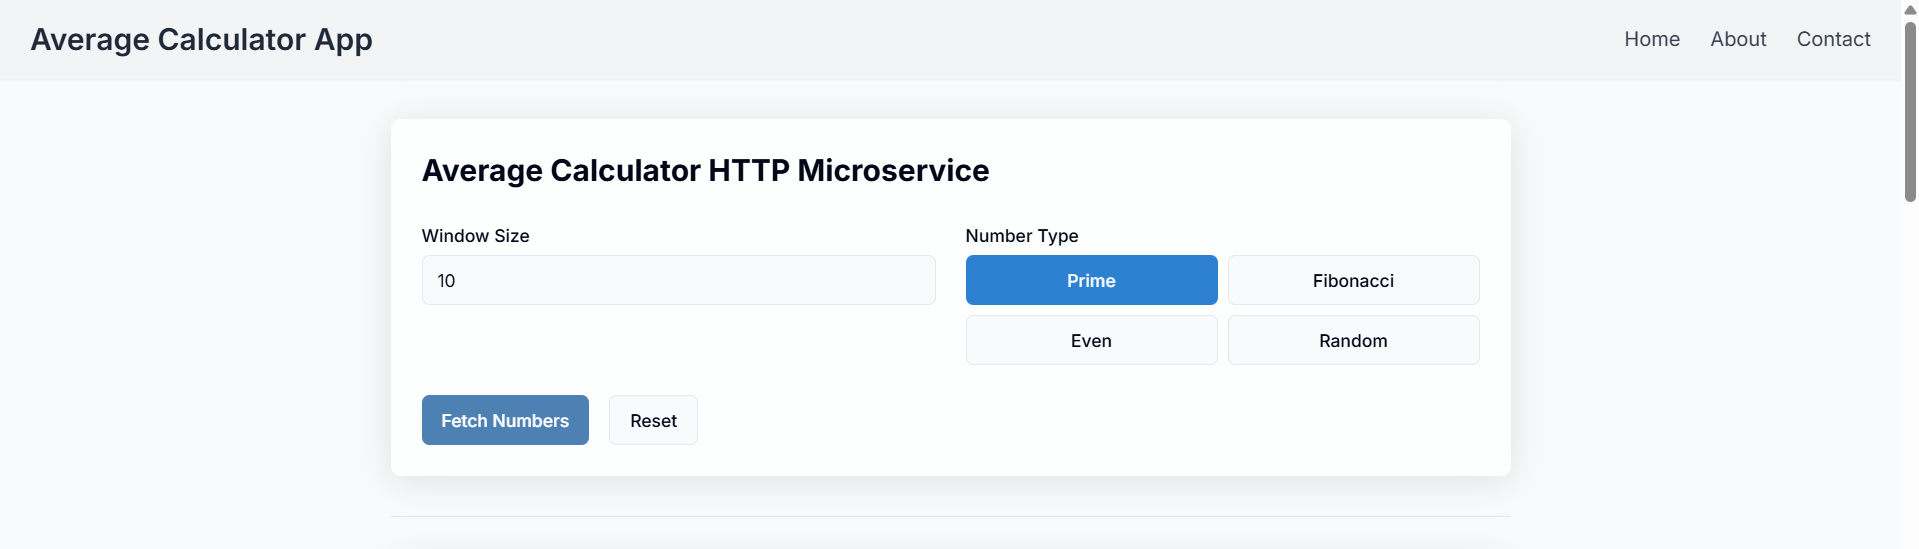 Average Calculator App
Home About Contact
Average Calculator HTTP Microservice
Window Size
10
Number Type
Prime Fibonacci
Even Random
Fetch Numbers Reset